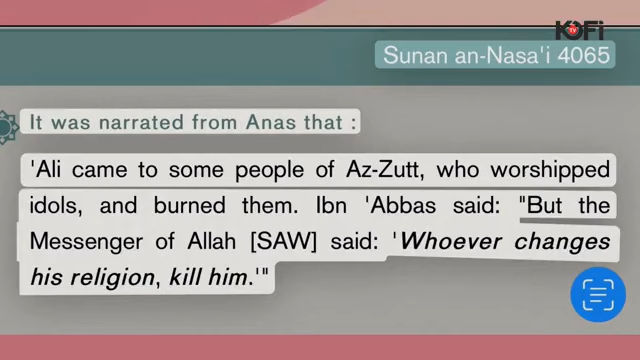 KOFi
TV
Sunan an-Nasa'i 4065
It was narrated from Anas that :
'Ali came to some people of Az-Zutt, who worshipped
idols, and burned them. Ibn 'Abbas said: "But the
Messenger of Allah [SAW] said: 'Whoever changes
his religion, kill him.'"